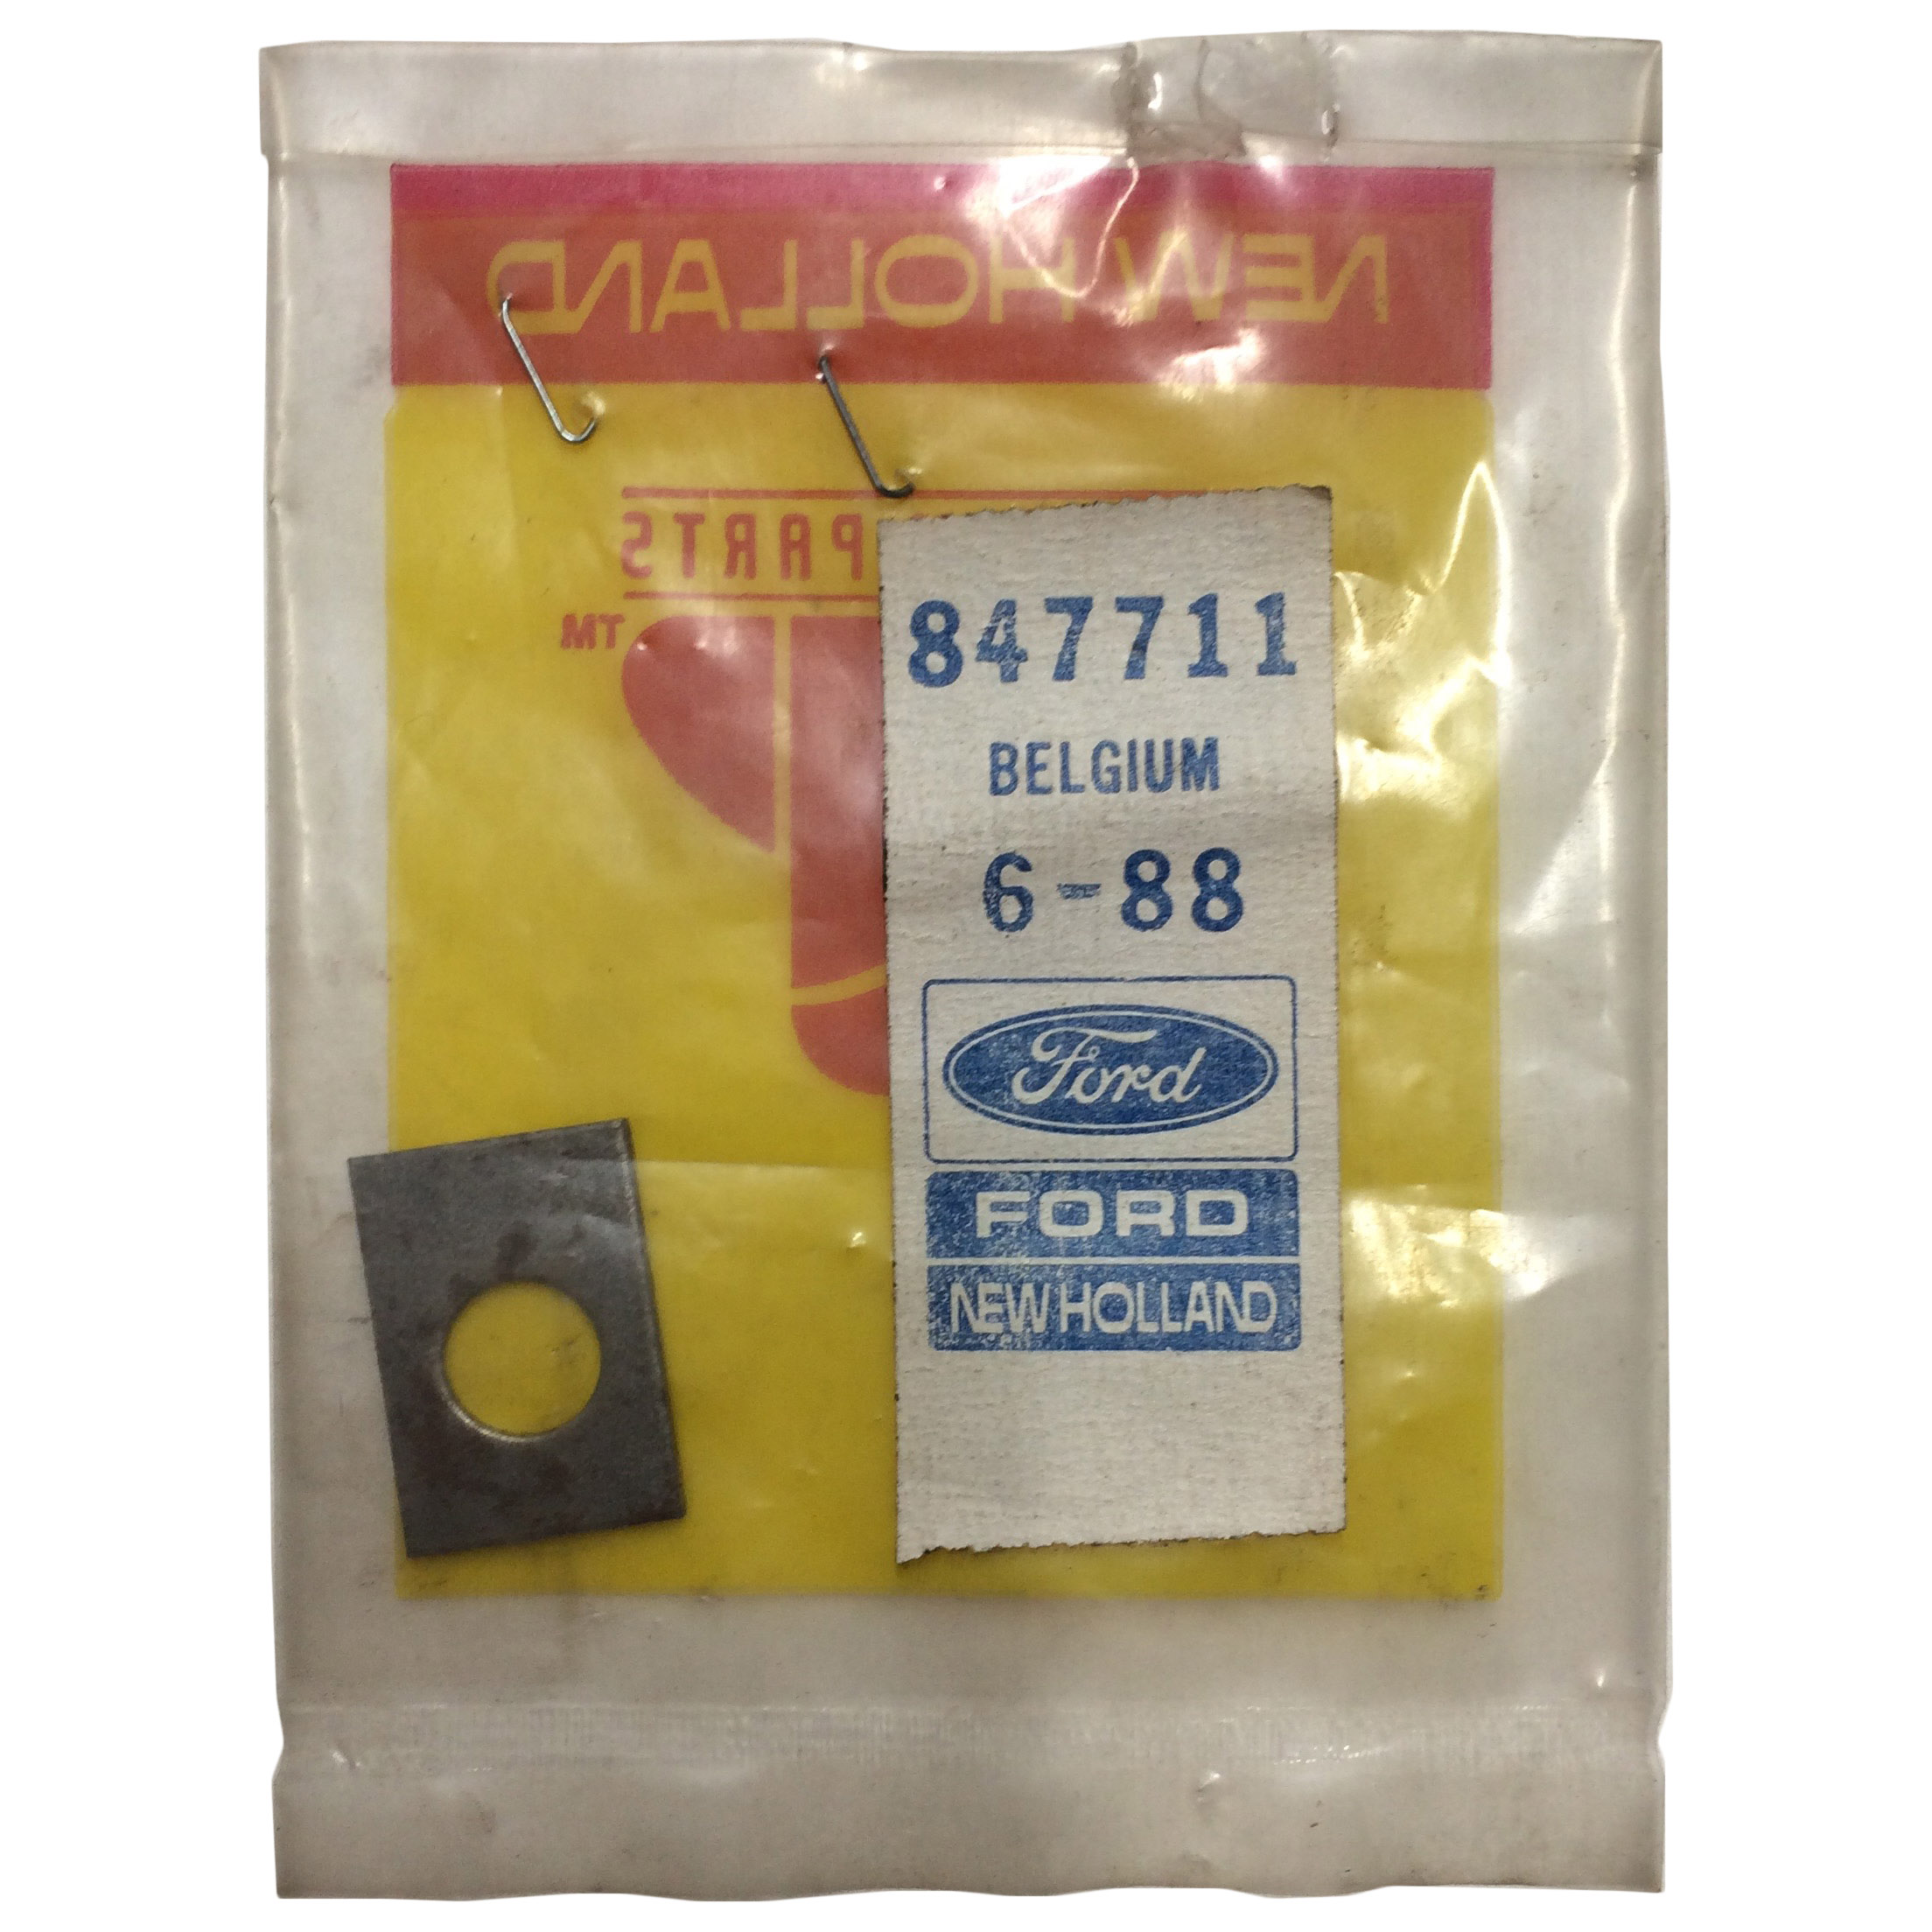 NEW HOLLAND
PARTS
TM
847711
BELGIUM
6-88
Ford
FORD
NEW HOLLAND